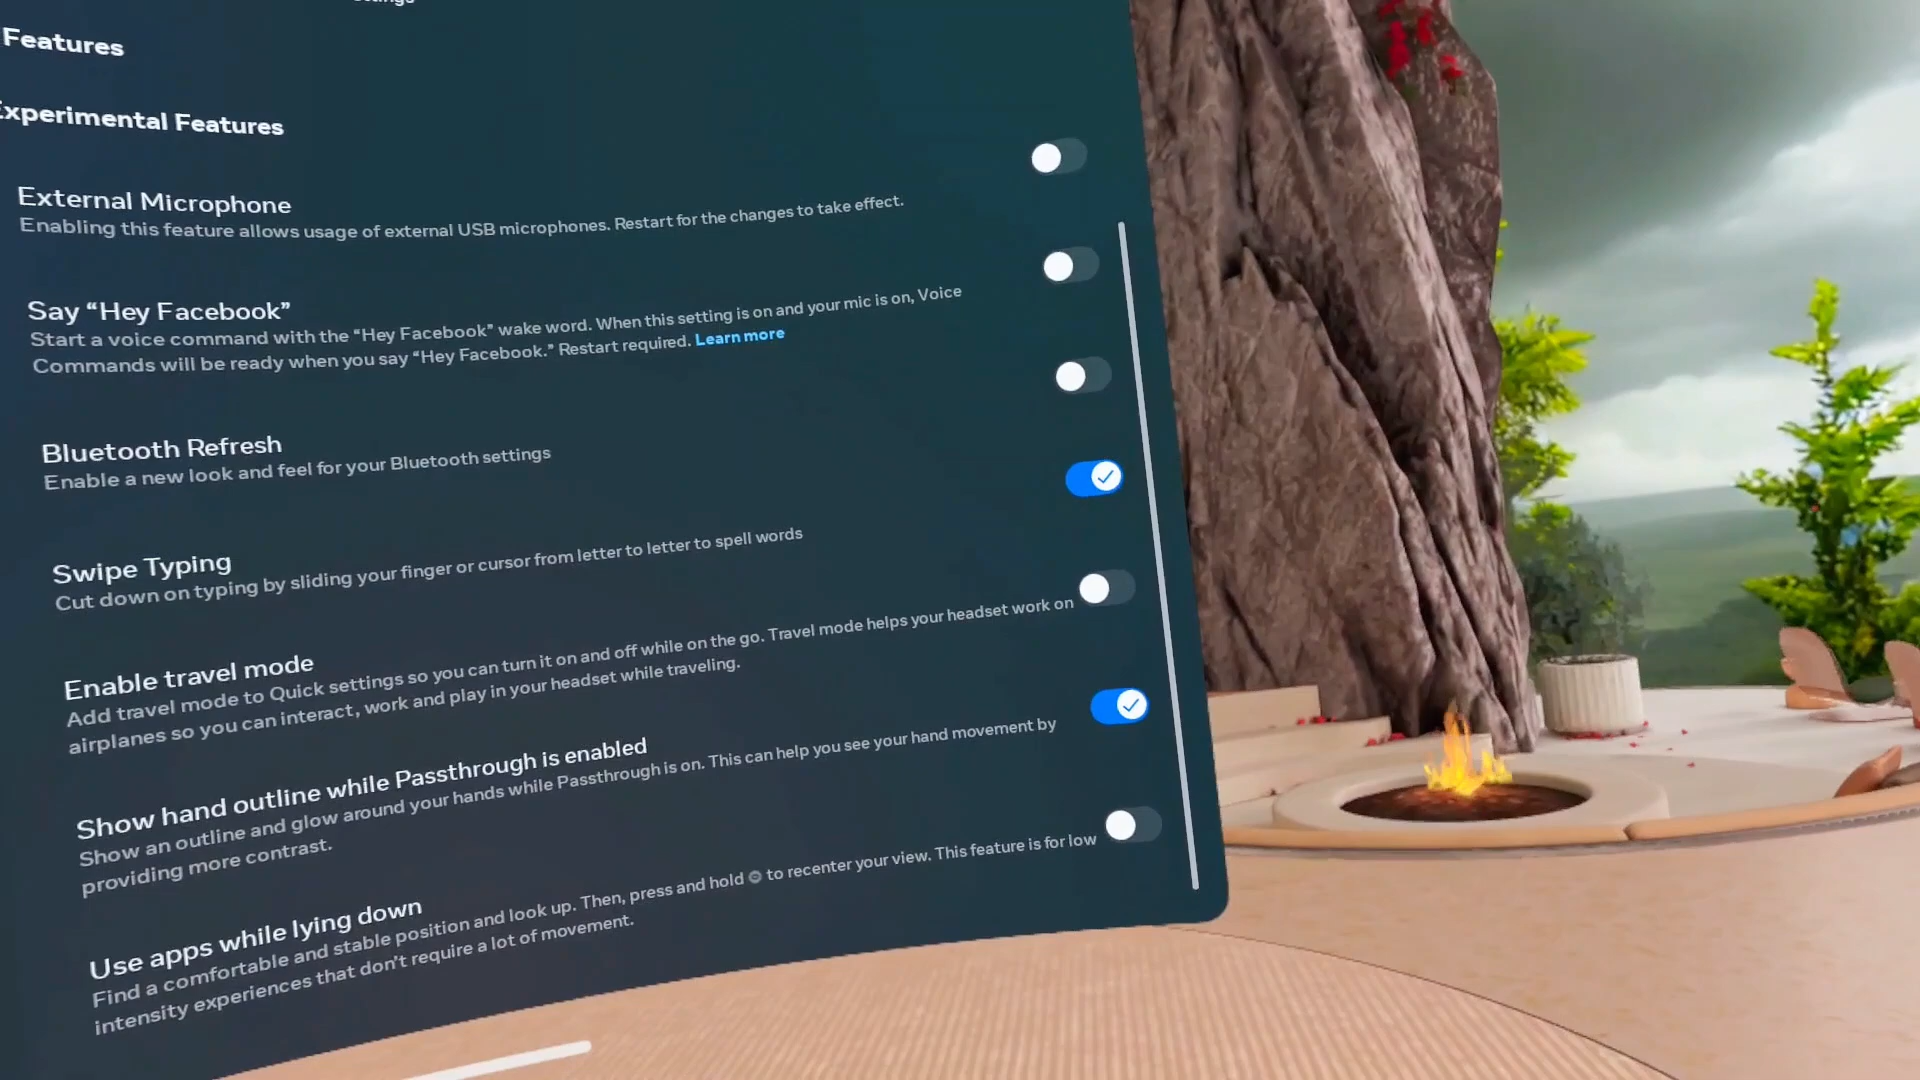 Features
Experimental Features
External Microphone
Enabling this feature allows usage of external USB microphones. Restart for the changes to take effect.
Say “Hey Facebook”
Start a voice command with the “Hey Facebook” wake word. When this setting is on and your mic is on, Voice
Commands will be ready when you say “Hey Facebook.” Restart required. Learn more
Bluetooth Refresh
Enable a new look and feel for your Bluetooth settings
Swipe Typing
Cut down on typing by sliding your finger or cursor from letter to letter to spell words
Enable travel mode
Add travel mode to Quick settings so you can turn it on and off while on the go. Travel mode helps your headset work on
airplanes so you can interact, work and play in your headset while traveling.
Show hand outline while Passthrough is enabled
Show an outline and glow around your hands while Passthrough is on. This can help you see your hand movement by
providing more contrast.
Use apps while lying down
Find a comfortable and stable position and look up. Then, press and hold to recenter your view. This feature is for low
intensity experiences that don’t require a lot of movement.